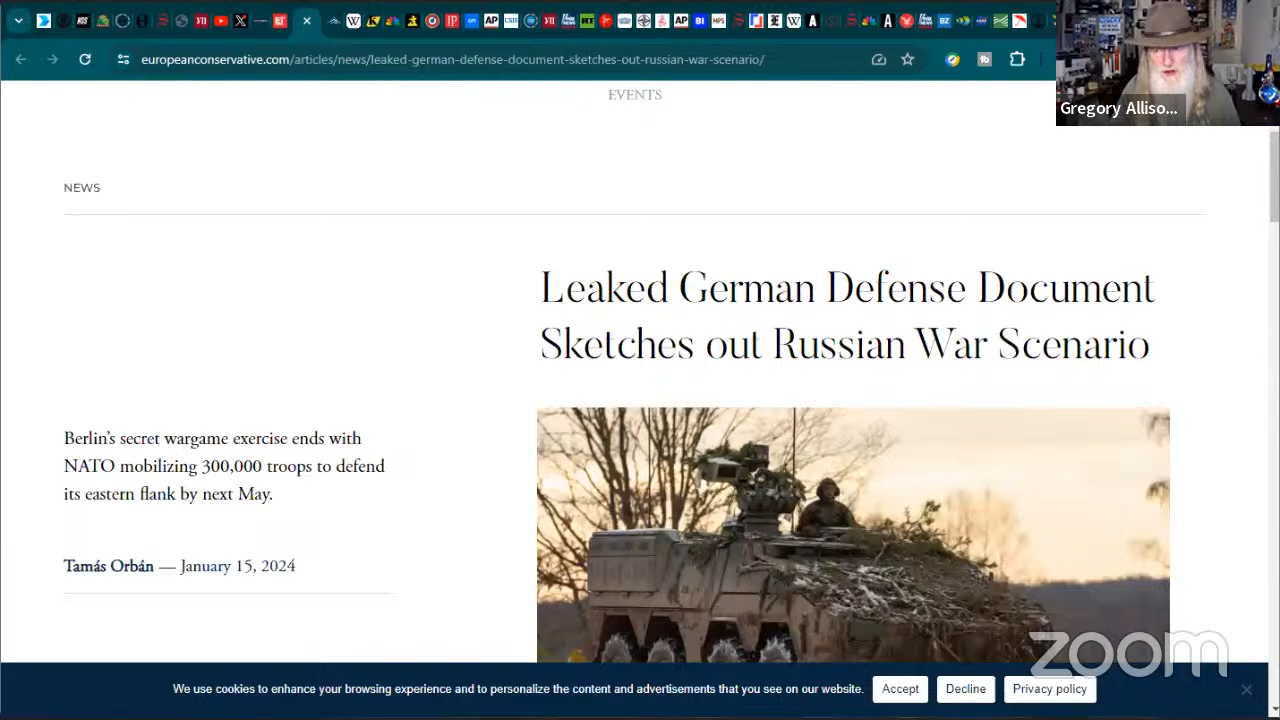 europeanconservative.com/articles/news/leaked-german-defense-document-sketches-out-russian-war-scenario/
Gregory Alliso...
EVENTS
NEWS
Leaked German Defense Document
Sketches out Russian War Scenario
Berlin's secret wargame exercise ends with
NATO mobilizing 300,000 troops to defend
its eastern flank by next May.
Tamás Orbán — January 15, 2024
zoom
We use cookies to enhance your browsing experience and to personalize the content and advertisements that you see on our website.
Accept
Decline
Privacy policy